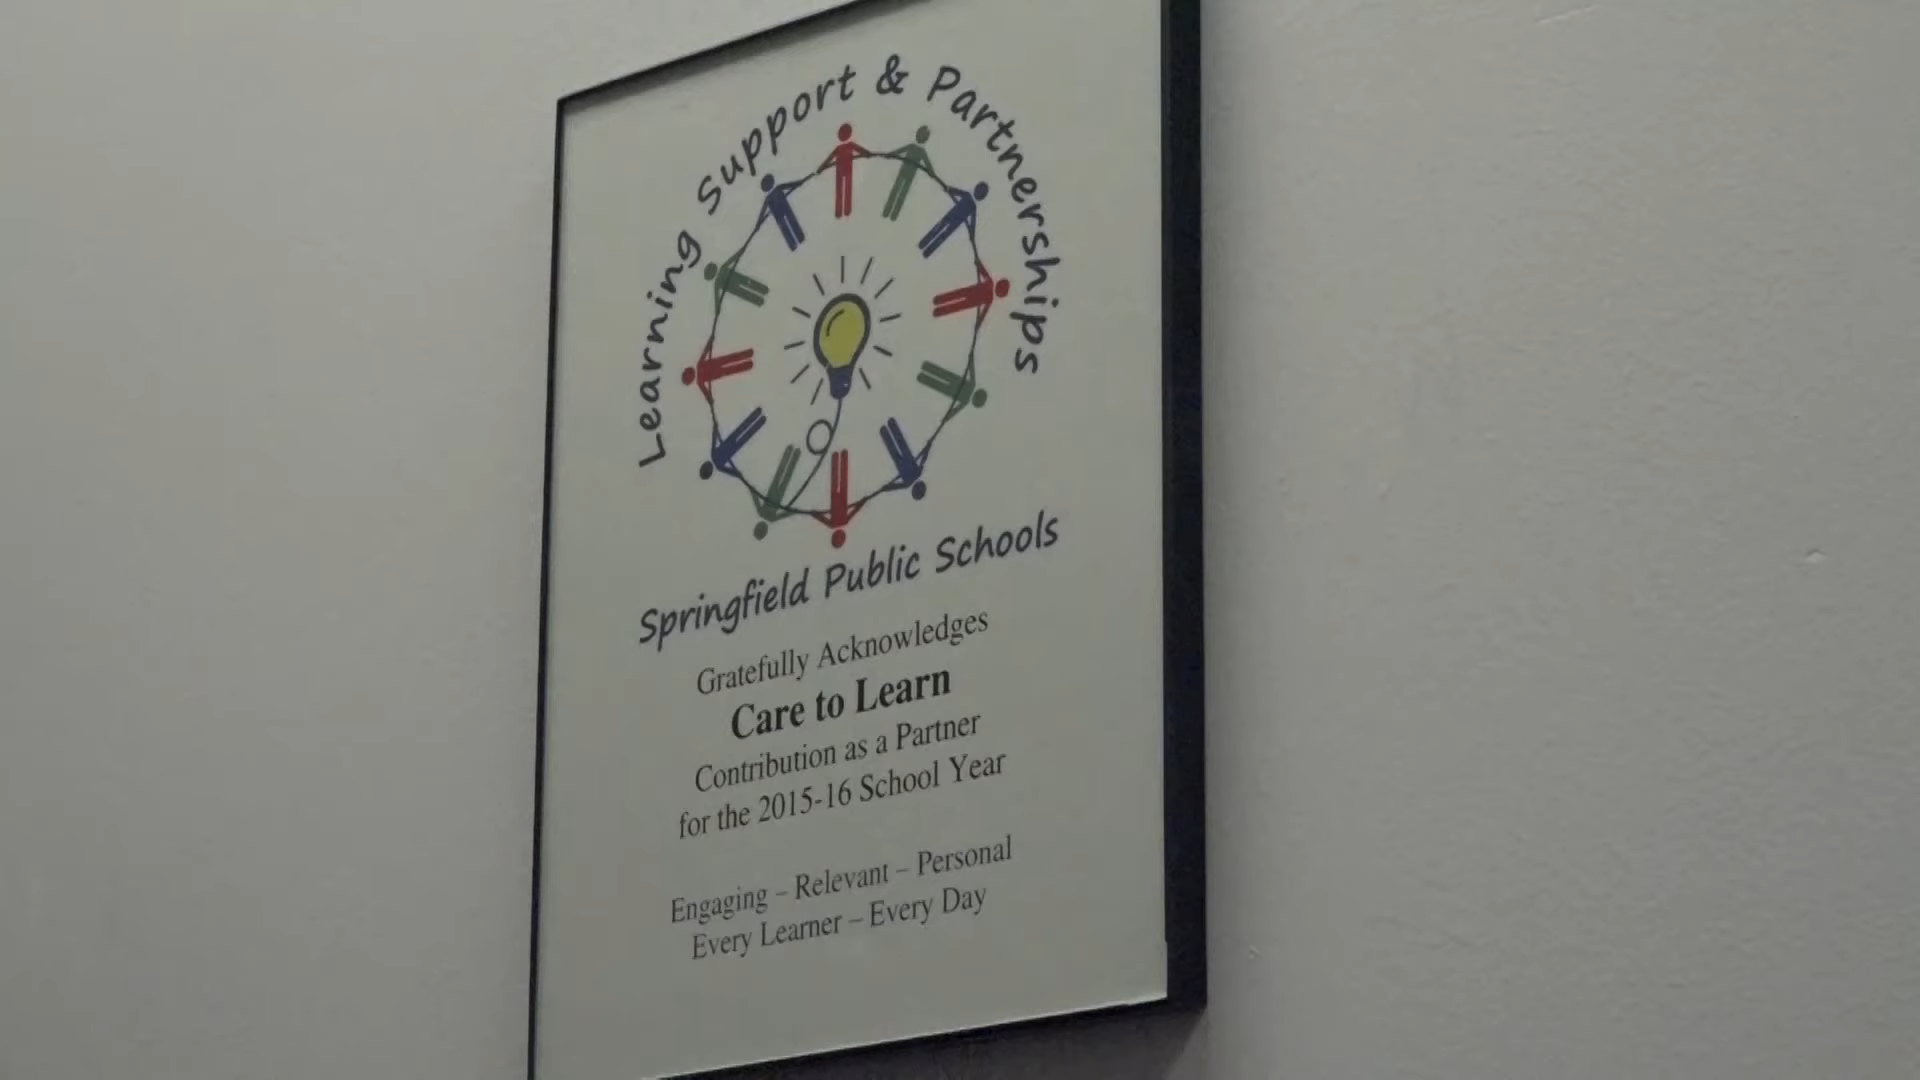 Learning Support & Partnerships
Springfield Public Schools
Gratefully Acknowledges
Care to Learn
Contribution as a Partner
for the 2015-16 School Year
Engaging – Relevant – Personal
Every Learner – Every Day